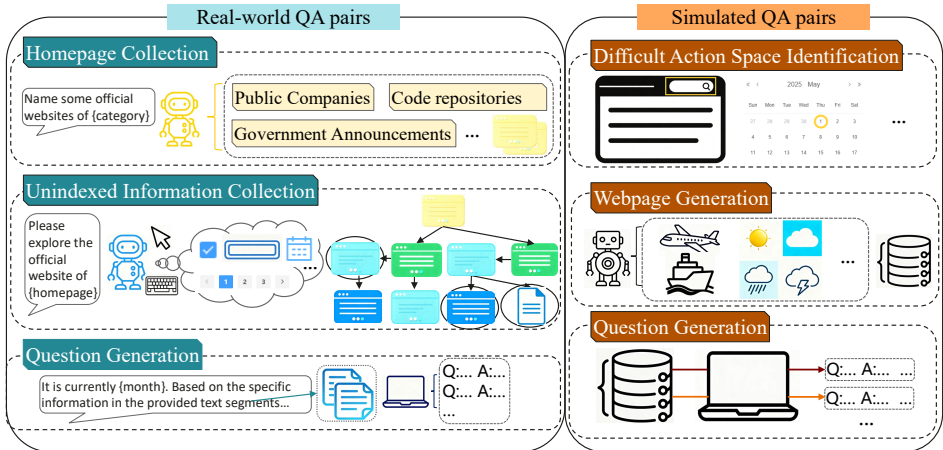 Real-world QA pairs
Homepage Collection
Name some official
websites of {category}
Public Companies
Code repositories
Government Announcements
...
Unindexed Information Collection
Please
explore the
official
website of
{homepage}
1
2
3
...
Question Generation
It is currently {month}. Based on the specific
information in the provided text segments...
Q:... A:...
Q:... A:...
...
Simulated QA pairs
Difficult Action Space Identification
2025 May
Sun Mon Tue Wed Thu Fri Sat
27 28 29 30 1 2 3
4 5 6 7 8 9 10
11 12 13 14 15 16 17
...
Webpage Generation
...
Question Generation
Q:... A:... ...
Q:... A:... ...
...